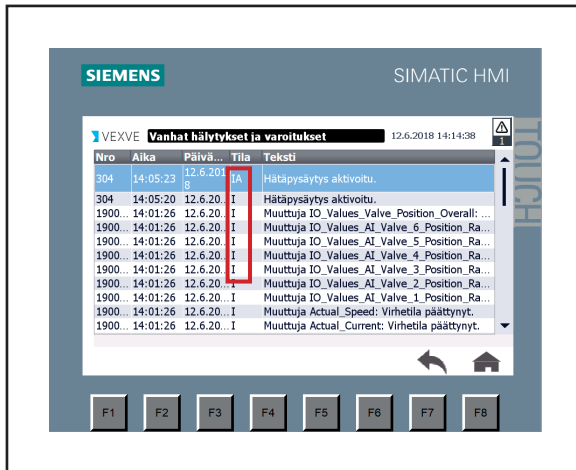 SIEMENS SIMATIC HMI
TOUCH
VEXVE Vanhat hälytykset ja varoitukset 12.6.2018 14:14:38
1
Nro Aika Päivä... Tila Teksti
304 14:05:23 12.6.2018 IA Hätäpysäytys aktivoitu.
304 14:05:20 12.6.20... I Hätäpysäytys aktivoitu.
1900... 14:01:26 12.6.20... I Muuttuja IO_Values_Valve_Position_Overall: ...
1900... 14:01:26 12.6.20... I Muuttuja IO_Values_AI_Valve_6_Position_Ra...
1900... 14:01:26 12.6.20... I Muuttuja IO_Values_AI_Valve_5_Position_Ra...
1900... 14:01:26 12.6.20... I Muuttuja IO_Values_AI_Valve_4_Position_Ra...
1900... 14:01:26 12.6.20... I Muuttuja IO_Values_AI_Valve_3_Position_Ra...
1900... 14:01:26 12.6.20... I Muuttuja IO_Values_AI_Valve_2_Position_Ra...
1900... 14:01:26 12.6.20... I Muuttuja IO_Values_AI_Valve_1_Position_Ra...
1900... 14:01:26 12.6.20... I Muuttuja Actual_Speed: Virhetila päättynyt.
1900... 14:01:26 12.6.20... I Muuttuja Actual_Current: Virhetila päättynyt.
F1 F2 F3 F4 F5 F6 F7 F8